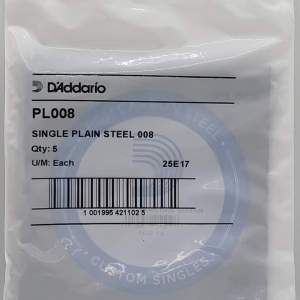 D'Addario
PL008
SINGLE PLAIN STEEL 008
Qty: 5
U/M: Each 25E17
1 001995 421102 5
CUSTOM SINGLES